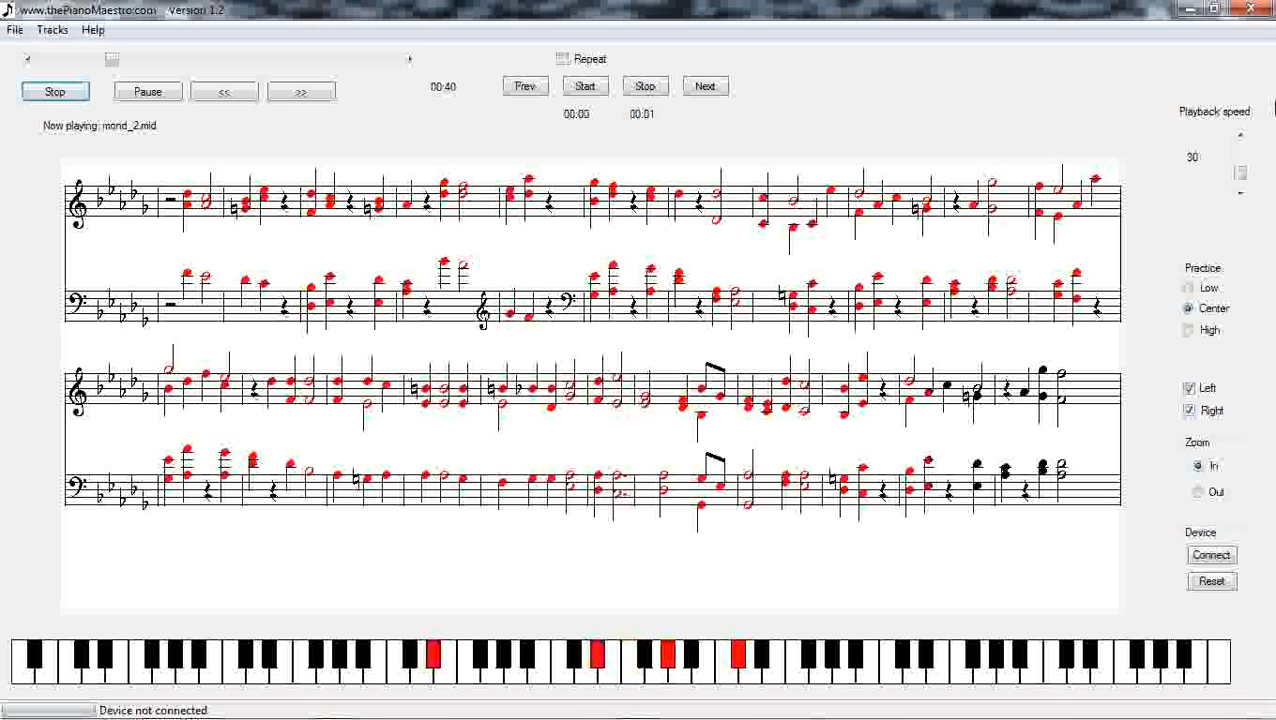 www.thePianoMaestro.com Version 1.2
File Tracks Help
Repeat
Stop Pause << >> 00:40 Prev Start Stop Next
00:00 00:01
Now playing: mond_2.mid
Playback speed
30
Practice
Low
Center
High
Left
Right
Zoom
In
Out
Device
Connect
Reset
Device not connected